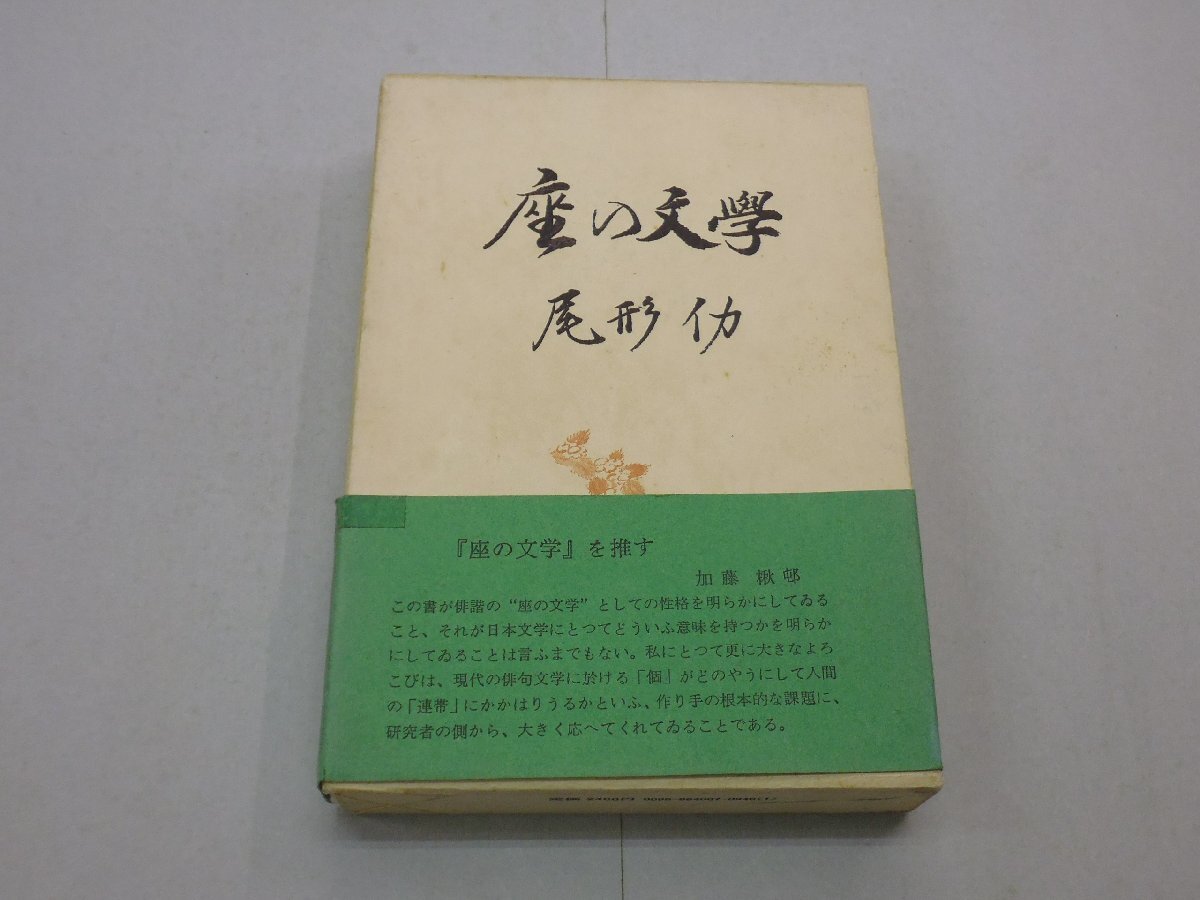 座の文學
尾形 仂
『座の文学』を推す
加藤 楸邨
この書が俳諧の“座の文学”としての性格を明らかにしてゐる
こと、それが日本文学にとつてどういふ意味を持つかを明らか
にしてゐることは言ふまでもない。私にとつて更に大きなよろ
こびは、現代の俳句文学に於ける「個」がどのやうにして人間
の「連帯」にかかはりうるかといふ、作り手の根本的な課題に、
研究者の側から、大きく応へてくれてゐることである。
定価 2400円